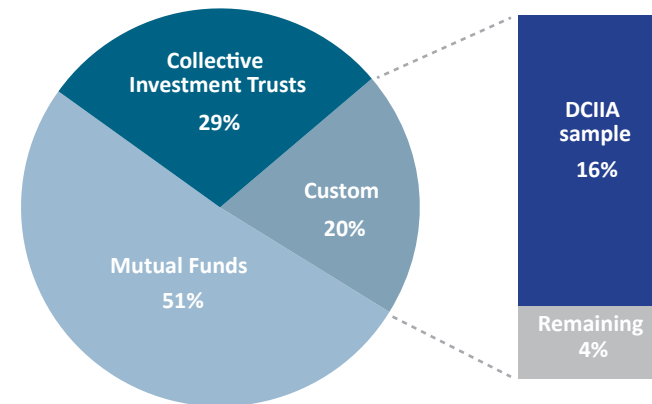 Collective
Investment Trusts
29%
Custom
20%
Mutual Funds
51%
DCIIA
sample
16%
Remaining
4%